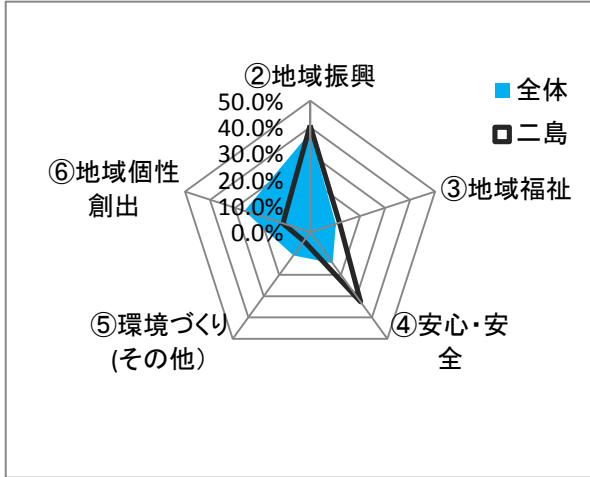 ②地域振興
50.0%
40.0%
30.0%
20.0%
10.0%
0.0%
全体
二島
③地域福祉
④安心・安
全
⑤環境づくり
(その他）
⑥地域個性
創出